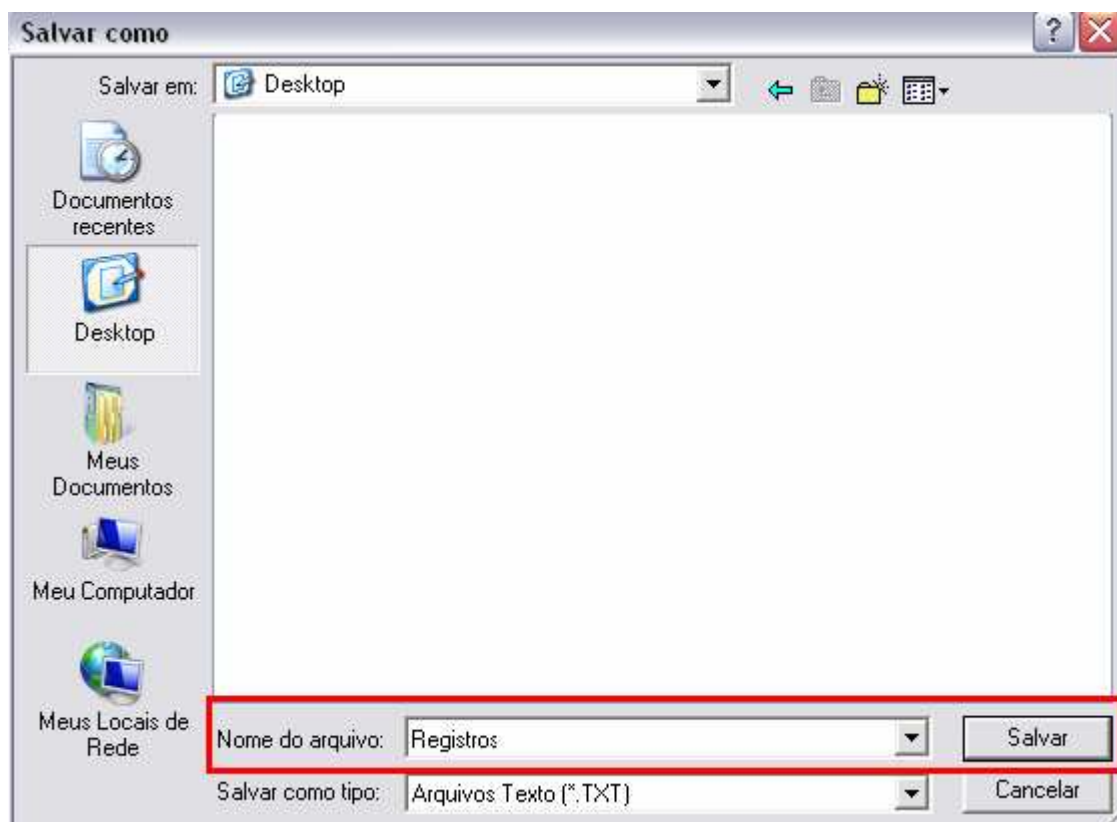 Salvar como
Salvar em: Desktop
Documentos
recentes
Desktop
Meus
Documentos
Meu Computador
Meus Locais de
Rede
Nome do arquivo: Registros Salvar
Salvar como tipo: Arquivos Texto (*.TXT) Cancelar